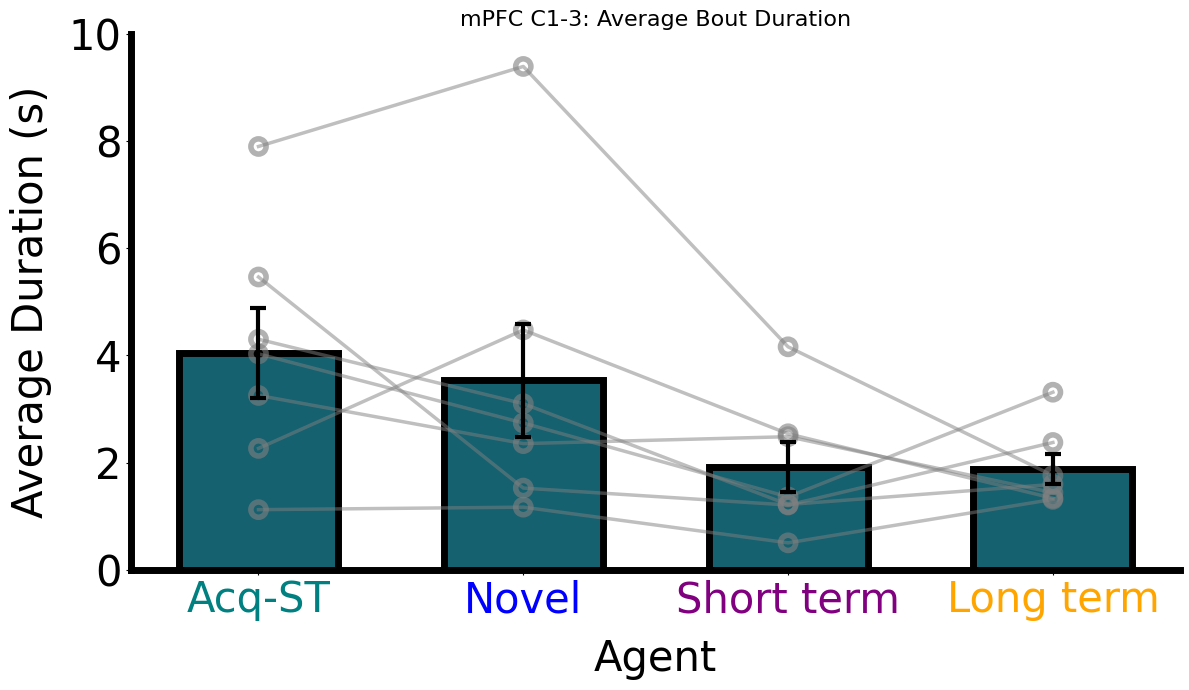 mPFC C1-3: Average Bout Duration
Average Duration (s)
10
8
6
4
2
0
Acq-ST Novel Short term Long term
Agent